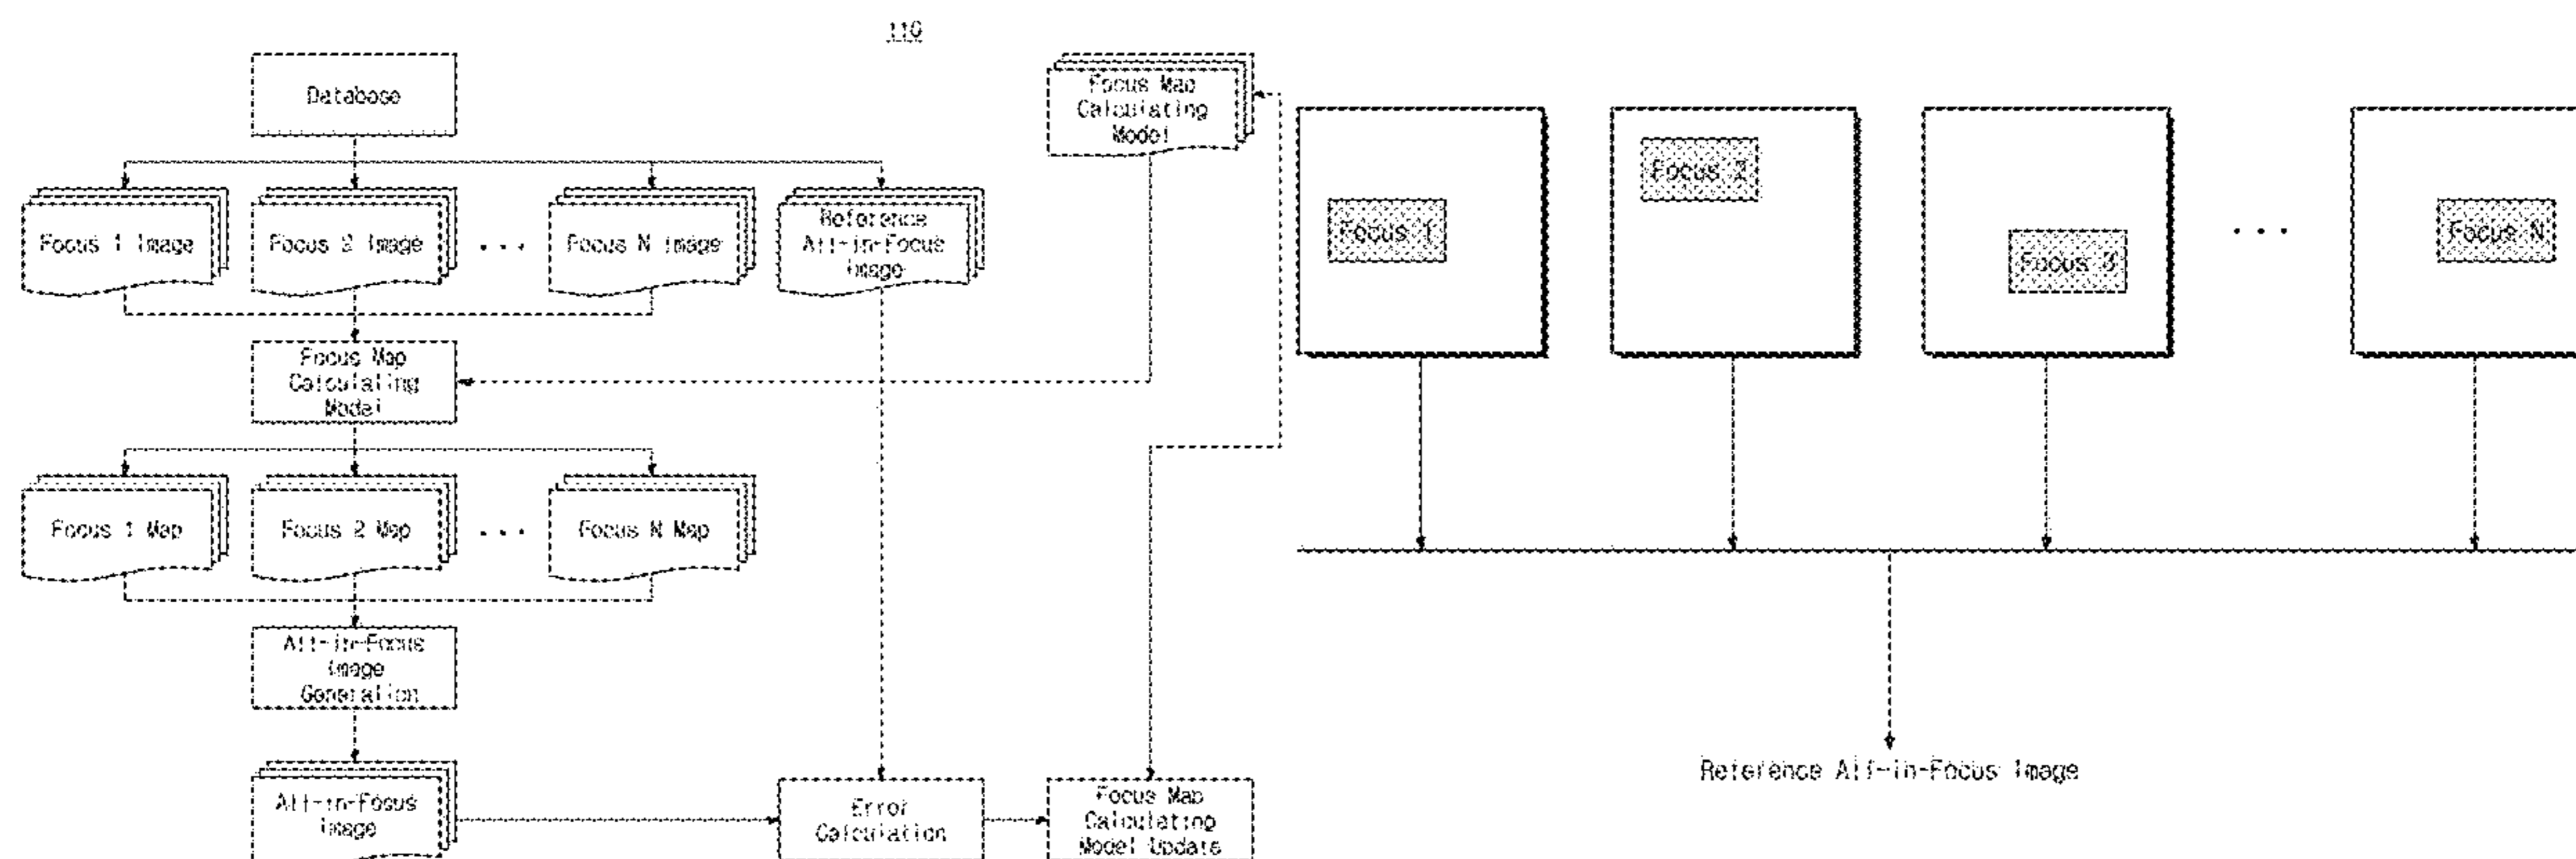 110
Database
Focus 1 Image
Focus 2 Image
...
Focus N Image
Reference
All-in-Focus
Image
Focus Map
Calculating
Model
Focus Map
Calculating
Model
Focus 1 Map
Focus 2 Map
...
Focus N Map
All-in-Focus
Image
Generation
All-in-Focus
Image
Error
Calculation
Focus Map
Calculating
Model Update
Focus 1
Focus 2
Focus 3
...
Focus N
Reference All-in-Focus Image